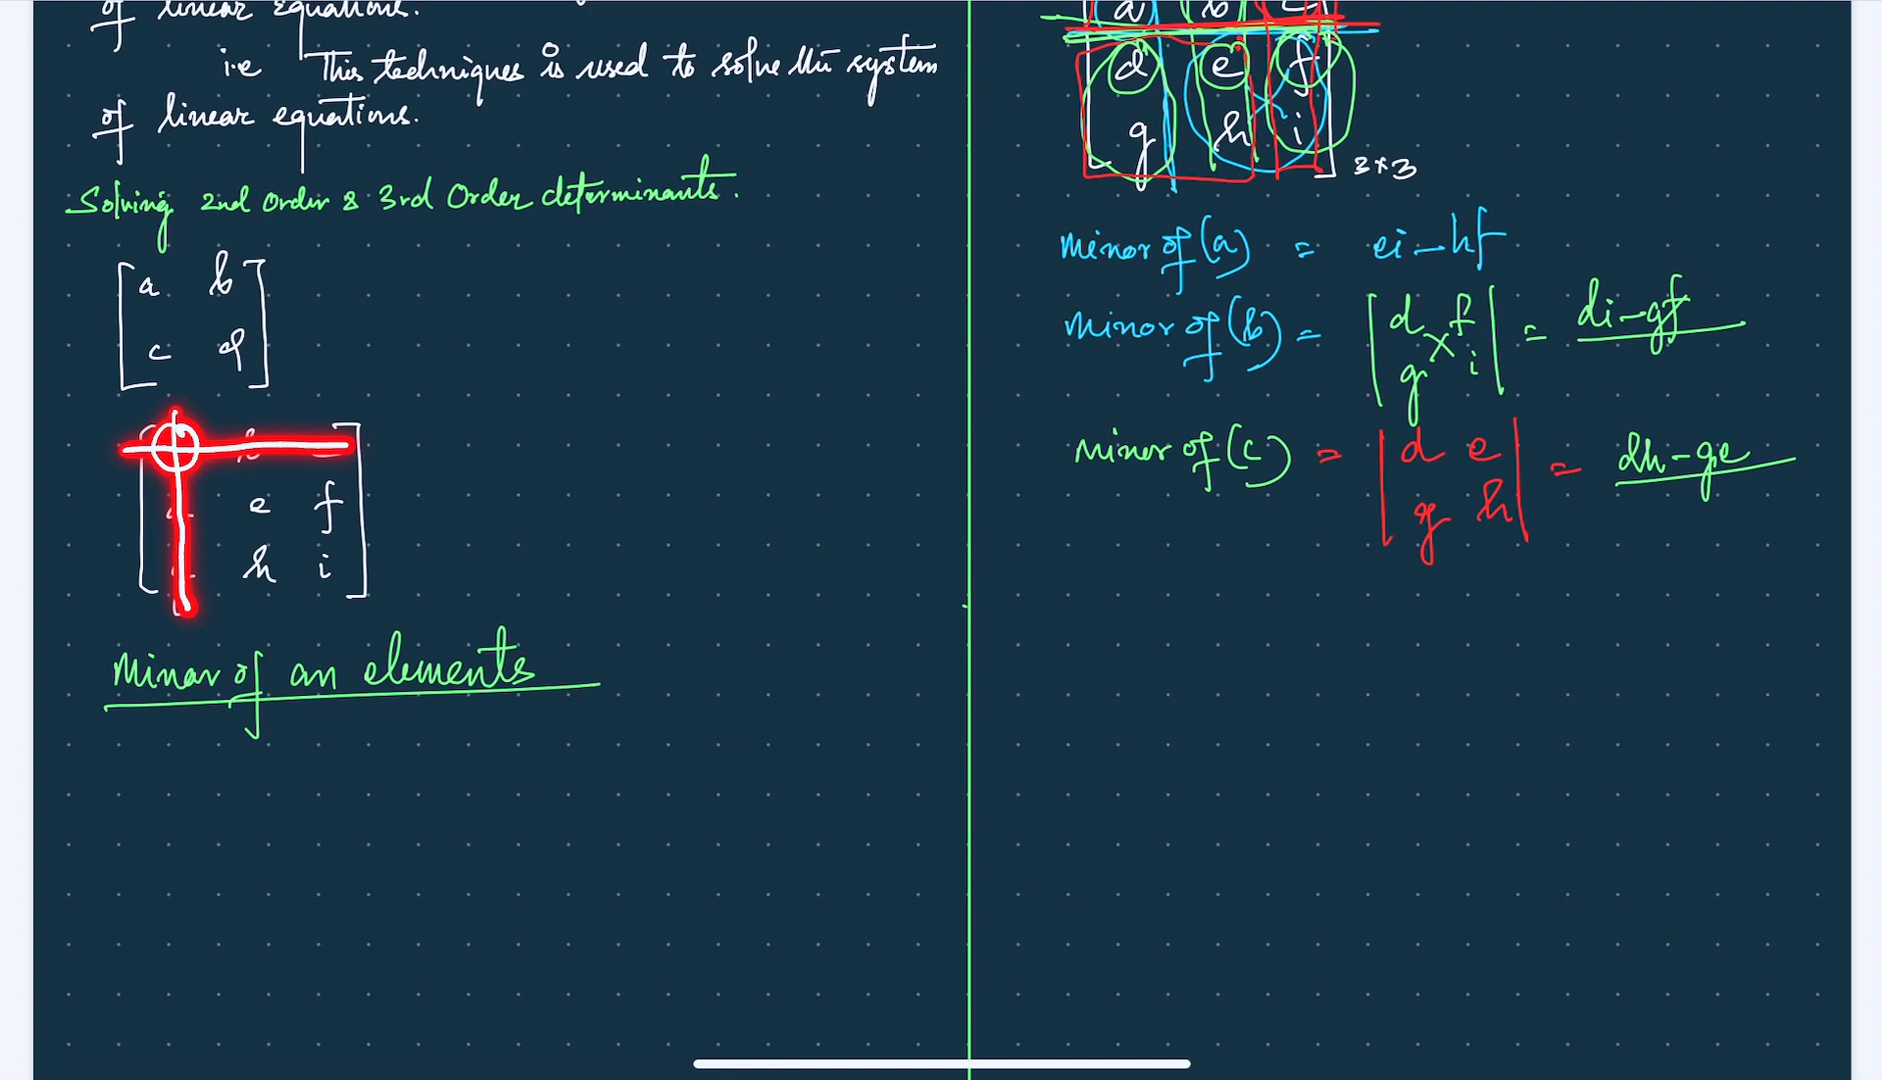 of linear equations.
i.e This techniques is used to solve the system
of linear equations.
Solving 2nd Order & 3rd Order determinants.
a b
c d
e f
h i
Minor of an elements
a b c
d e f
g h i
3×3
Minor of (a) = ei-hf
Minor of (b) = | d f
g i | = di-gf
Minor of (c) = | d e
g h | = dh-ge